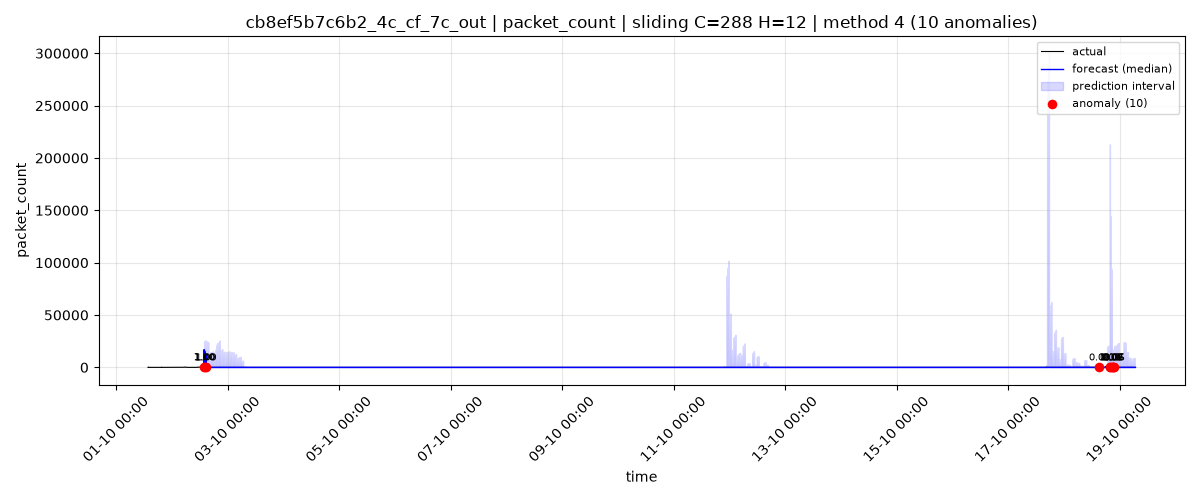 cb8ef5b7c6b2_4c_cf_7c_out | packet_count | sliding C=288 H=12 | method 4 (10 anomalies)
packet_count
300000
250000
200000
150000
100000
50000
0
actual
forecast (median)
prediction interval
anomaly (10)
01-10 00:00
03-10 00:00
05-10 00:00
07-10 00:00
09-10 00:00
11-10 00:00
13-10 00:00
15-10 00:00
17-10 00:00
19-10 00:00
time